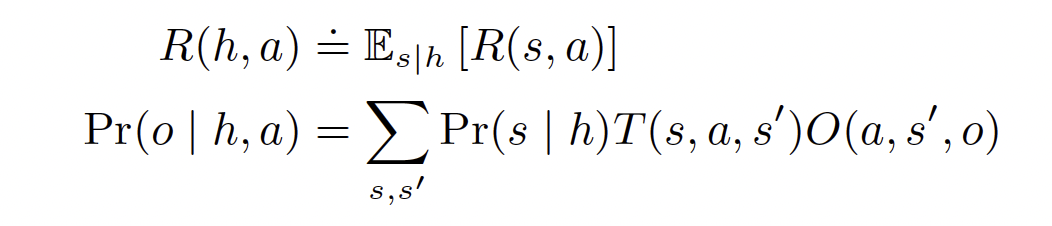 R(h, a) ≐ 𝔼_{s|h} [R(s, a)]
Pr(o | h, a) = ∑_{s,s′} Pr(s | h)T(s, a, s′)O(a, s′, o)